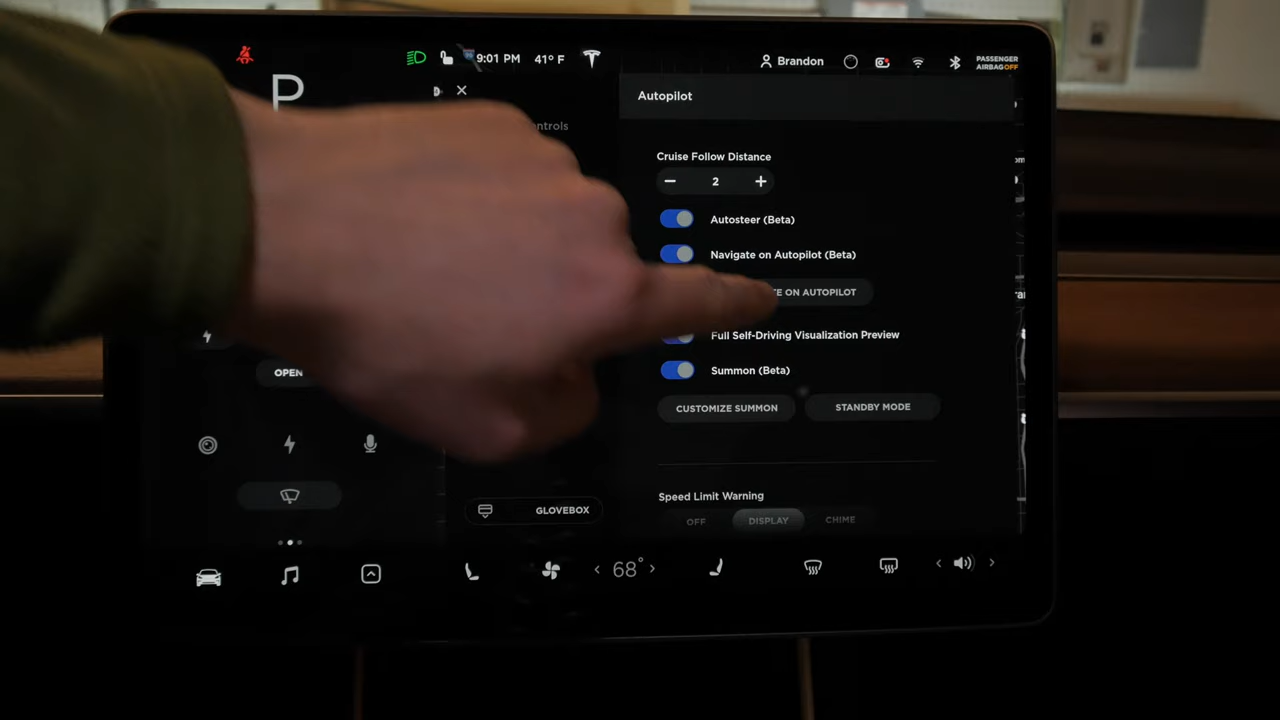 9:01 PM 41° F
Brandon
PASSENGER
AIRBAG OFF
P
Autopilot
Cruise Follow Distance
2
Autosteer (Beta)
Navigate on Autopilot (Beta)
ON AUTOPILOT
Full Self-Driving Visualization Preview
Summon (Beta)
OPEN
CUSTOMIZE SUMMON STANDBY MODE
Speed Limit Warning
GLOVEBOX
OFF DISPLAY CHIME
68°